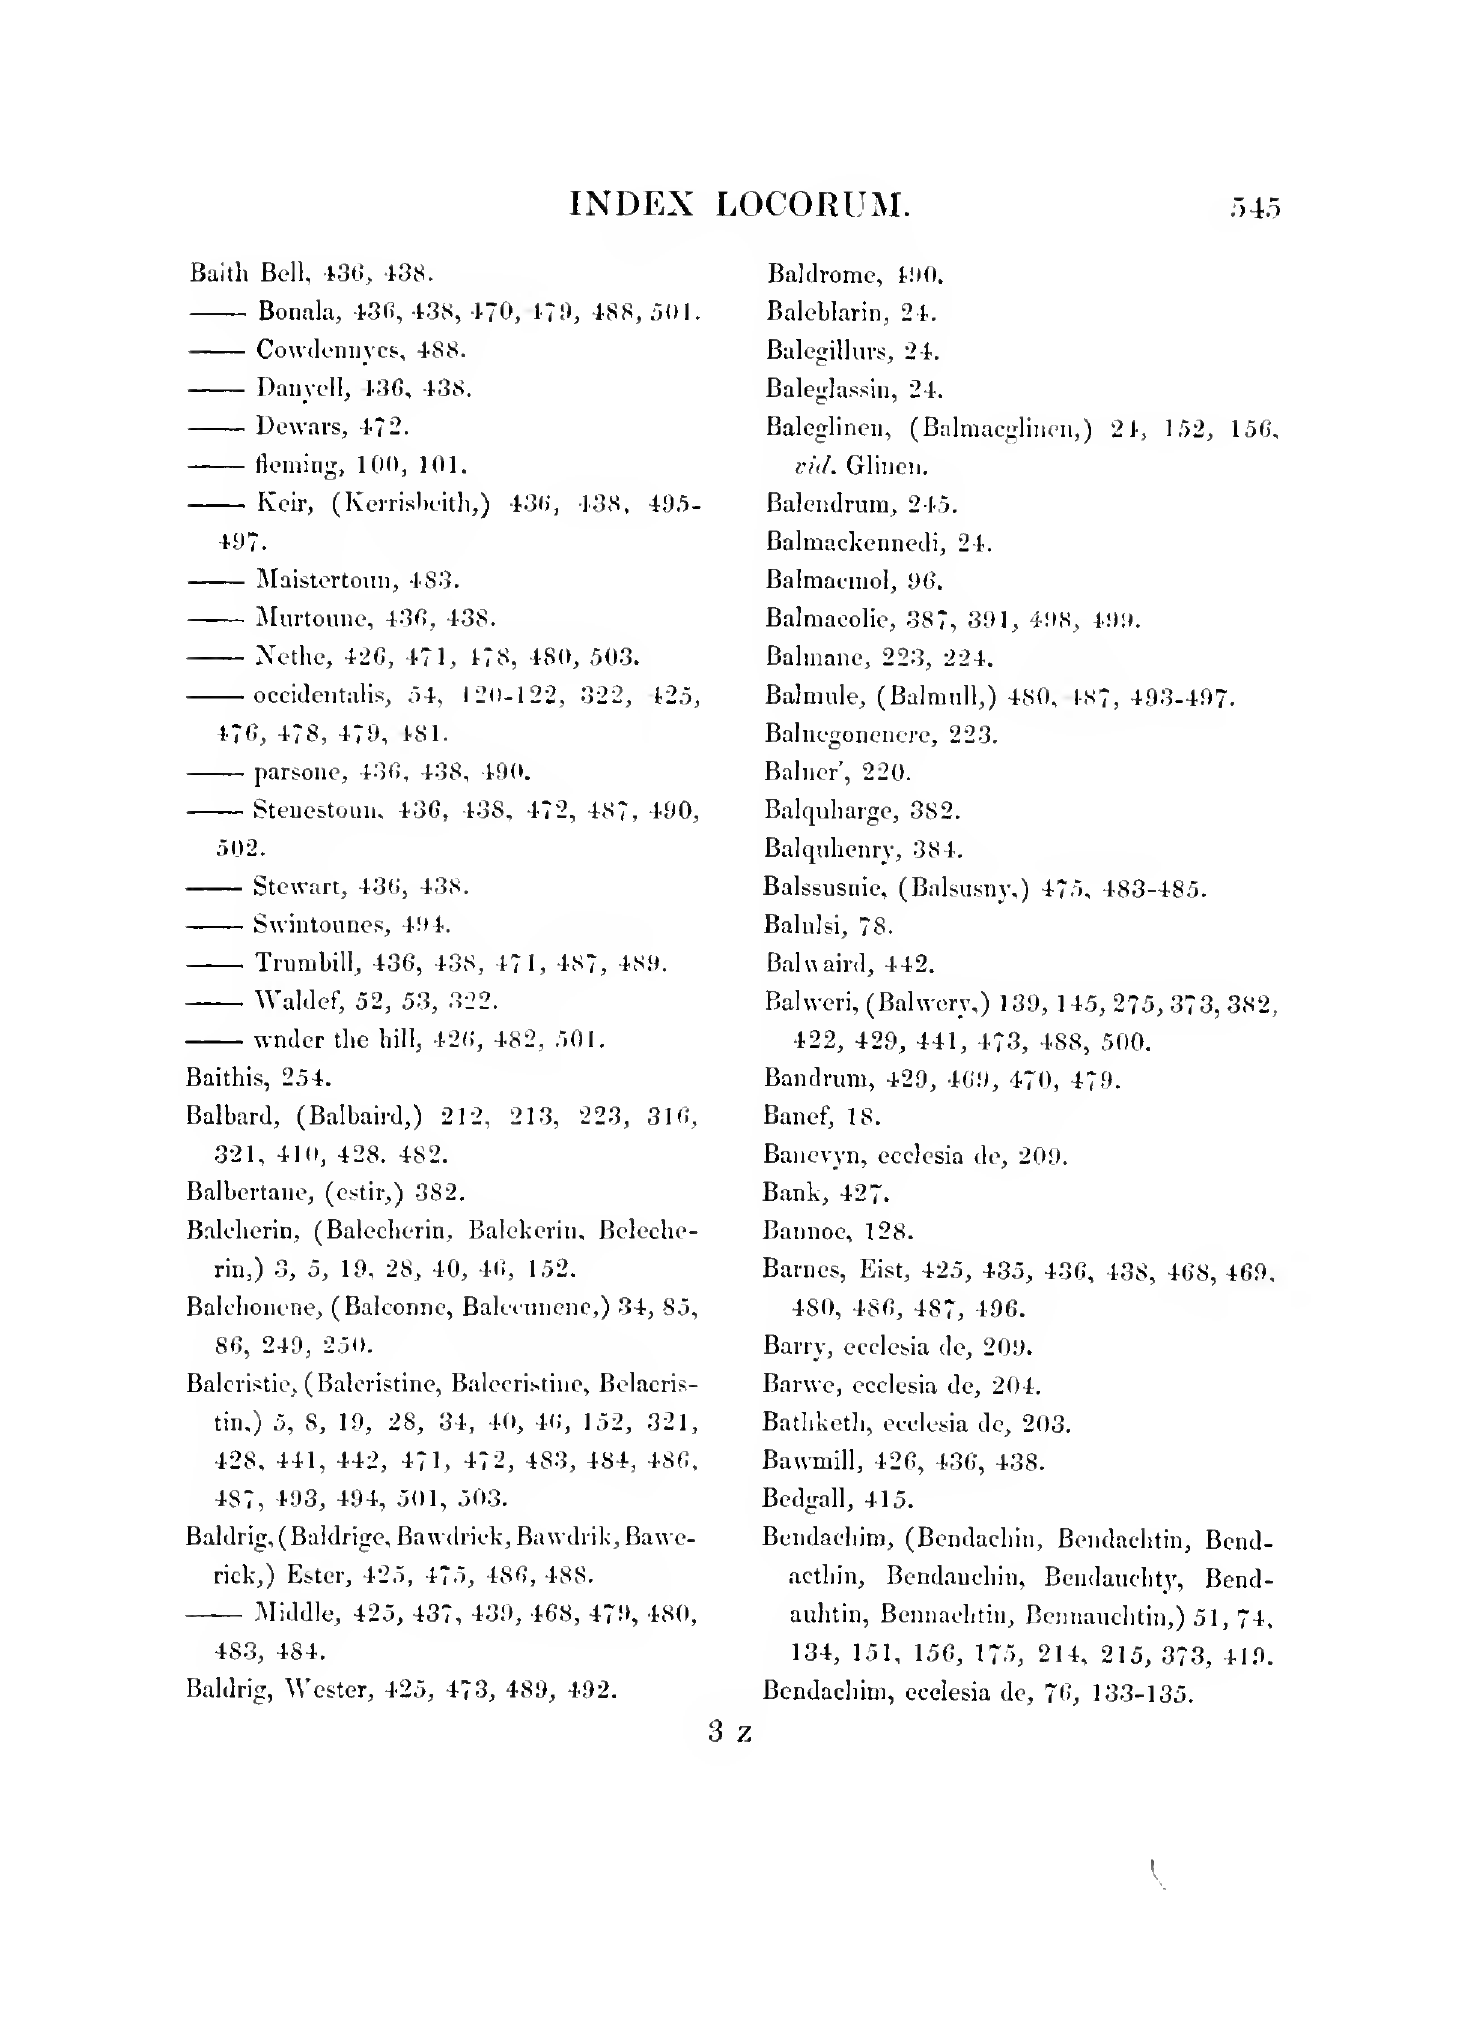 INDEX LOCORUM.
545
Baith Bell, 436, 438.
—— Bonala, 436, 438, 470, 479, 488, 501.
—— Cowdennyes, 488.
—— Danyell, 436, 438.
—— Dewars, 472.
—— fleming, 100, 101.
—— Keir, (Kerrisbeith,) 436, 438, 495-
497.
—— Maistertoun, 483.
—— Murtoune, 436, 438.
—— Nethe, 426, 471, 478, 480, 503.
—— occidentalis, 54, 120-122, 322, 425,
476, 478, 479, 481.
—— parsone, 436, 438, 490.
—— Stenestoun, 436, 438, 472, 487, 490,
502.
—— Stewart, 436, 438.
—— Swintounes, 494.
—— Trumbill, 436, 438, 471, 487, 489.
—— Waldef, 52, 53, 322.
—— wnder the hill, 426, 482, 501.
Baithis, 254.
Balbard, (Balbaird,) 212, 213, 223, 316,
321, 410, 428. 482.
Balbertane, (estir,) 382.
Balcherin, (Balecherin, Balekerin, Beleche-
rin,) 3, 5, 19, 28, 40, 46, 152.
Balchonene, (Balconne, Balecunene,) 34, 85,
86, 249, 250.
Balcristie, (Balcristine, Balecristine, Belacris-
tin,) 5, 8, 19, 28, 34, 40, 46, 152, 321,
428, 441, 442, 471, 472, 483, 484, 486,
487, 493, 494, 501, 503.
Baldrig, (Baldrige, Bawdrick, Bawdrik, Bawe-
rick,) Ester, 425, 475, 486, 488.
—— Middle, 425, 437, 439, 468, 479, 480,
483, 484.
Baldrig, Wester, 425, 473, 489, 492.
Baldrome, 490.
Baleblarin, 24.
Balegillurs, 24.
Baleglassin, 24.
Baleglinen, (Balmacglinen,) 24, 152, 156,
vid. Glinen.
Balendrum, 245.
Balmackennedi, 24.
Balmacmol, 96.
Balmacolie, 387, 391, 498, 499.
Balmane, 223, 224.
Balmule, (Balmull,) 480, 487, 493-497.
Balnegonenere, 223.
Balner', 220.
Balquharge, 382.
Balquhenry, 384.
Balssusnie, (Balsusny,) 475, 483-485.
Balulsi, 78.
Balwaird, 442.
Balweri, (Balwery,) 139, 145, 275, 373, 382,
422, 429, 441, 473, 488, 500.
Bandrum, 429, 469, 470, 479.
Banef, 18.
Banevyn, ecclesia de, 209.
Bank, 427.
Bannoc, 128.
Barnes, Eist, 425, 435, 436, 438, 468, 469,
480, 486, 487, 496.
Barry, ecclesia de, 209.
Barwe, ecclesia de, 204.
Bathketh, ecclesia de, 203.
Bawmill, 426, 436, 438.
Bedgall, 415.
Bendachim, (Bendachin, Bendachtin, Bend-
acthin, Bendauchin, Bendauchty, Bend-
auhtin, Bennachtin, Bennauchtin,) 51, 74,
134, 151, 156, 175, 214, 215, 373, 419.
Bendachim, ecclesia de, 76, 133-135.
3 z